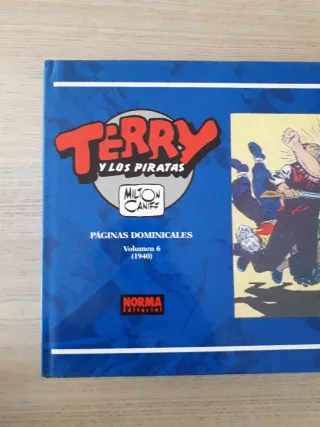 TERRY
Y LOS PIRATAS
MILTON
CANIFF
PÁGINAS DOMINICALES
Volumen 6
(1940)
NORMA
Editorial